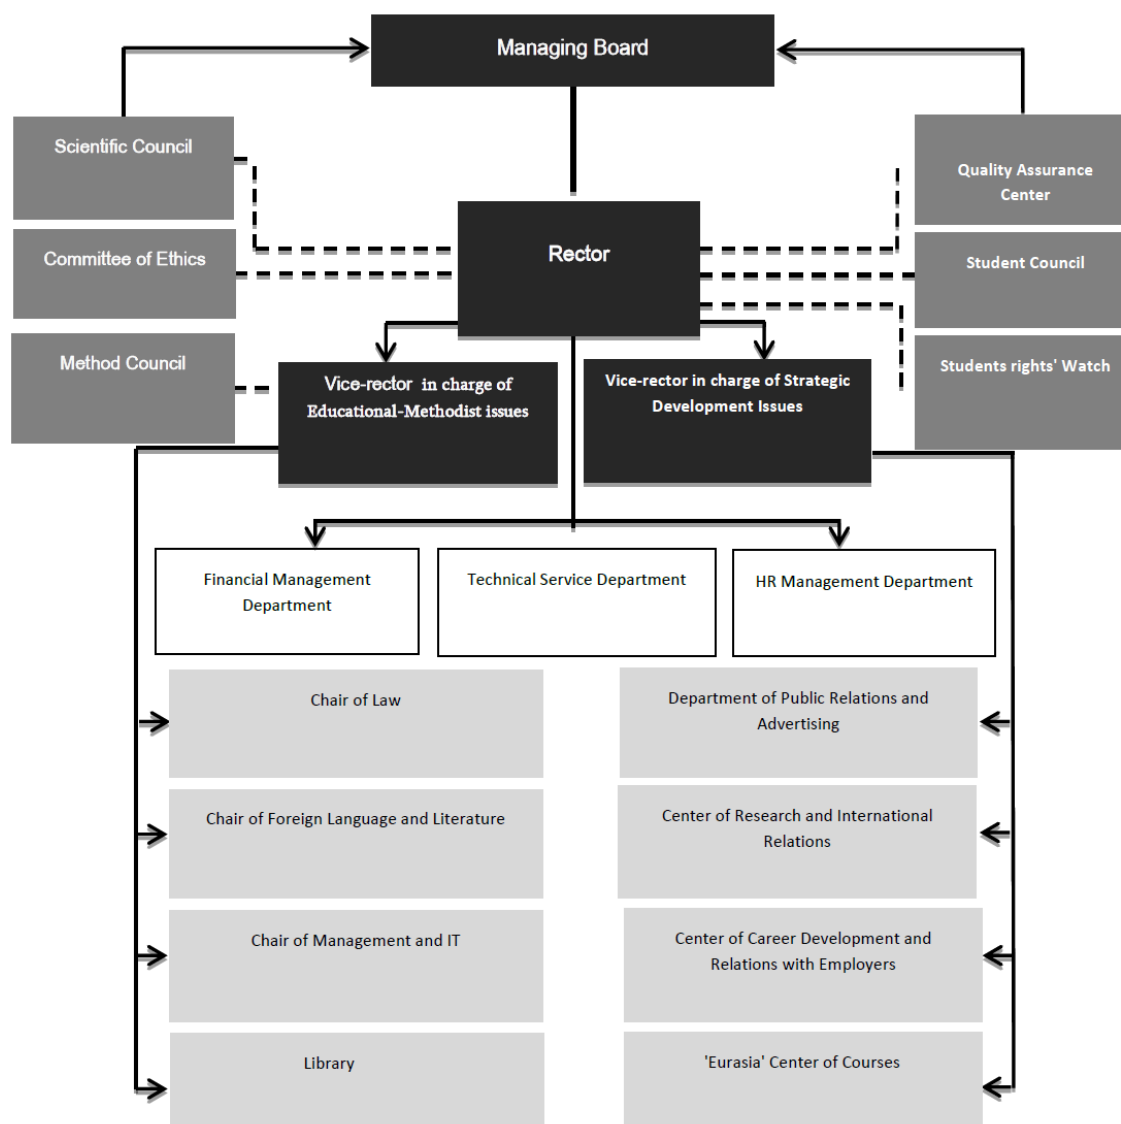 Managing Board
Scientific Council
Quality Assurance
Center
Rector
Committee of Ethics
Student Council
Method Council
Students rights' Watch
Vice-rector in charge of
Educational-Methodist issues
Vice-rector in charge of Strategic
Development Issues
Financial Management
Department
Technical Service Department
HR Management Department
Chair of Law
Department of Public Relations and
Advertising
Chair of Foreign Language and Literature
Center of Research and International
Relations
Chair of Management and IT
Center of Career Development and
Relations with Employers
Library
'Eurasia' Center of Courses